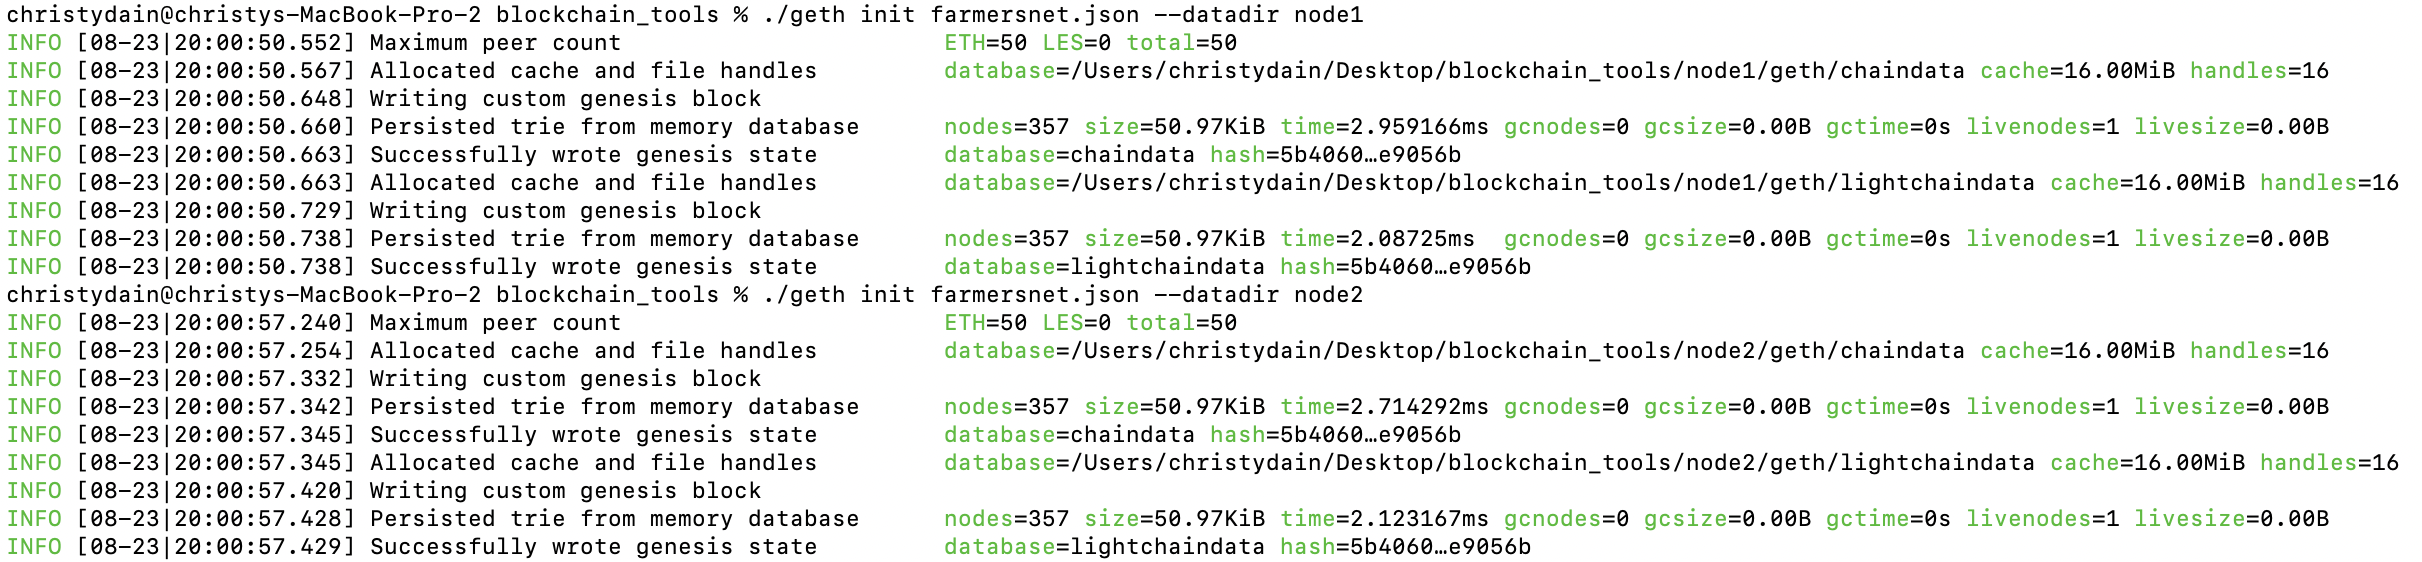 christydain@christys-MacBook-Pro-2 blockchain_tools % ./geth init farmersnet.json --datadir node1
INFO [08-23|20:00:50.552] Maximum peer count                       ETH=50 LES=0 total=50
INFO [08-23|20:00:50.567] Allocated cache and file handles         database=/Users/christydain/Desktop/blockchain_tools/node1/geth/chaindata cache=16.00MiB handles=16
INFO [08-23|20:00:50.648] Writing custom genesis block
INFO [08-23|20:00:50.660] Persisted trie from memory database      nodes=357 size=50.97KiB time=2.959166ms gcnodes=0 gcsize=0.00B gctime=0s livenodes=1 livesize=0.00B
INFO [08-23|20:00:50.663] Successfully wrote genesis state         database=chaindata hash=5b4060…e9056b
INFO [08-23|20:00:50.663] Allocated cache and file handles         database=/Users/christydain/Desktop/blockchain_tools/node1/geth/lightchaindata cache=16.00MiB handles=16
INFO [08-23|20:00:50.729] Writing custom genesis block
INFO [08-23|20:00:50.738] Persisted trie from memory database      nodes=357 size=50.97KiB time=2.08725ms  gcnodes=0 gcsize=0.00B gctime=0s livenodes=1 livesize=0.00B
INFO [08-23|20:00:50.738] Successfully wrote genesis state         database=lightchaindata hash=5b4060…e9056b
christydain@christys-MacBook-Pro-2 blockchain_tools % ./geth init farmersnet.json --datadir node2
INFO [08-23|20:00:57.240] Maximum peer count                       ETH=50 LES=0 total=50
INFO [08-23|20:00:57.254] Allocated cache and file handles         database=/Users/christydain/Desktop/blockchain_tools/node2/geth/chaindata cache=16.00MiB handles=16
INFO [08-23|20:00:57.332] Writing custom genesis block
INFO [08-23|20:00:57.342] Persisted trie from memory database      nodes=357 size=50.97KiB time=2.714292ms gcnodes=0 gcsize=0.00B gctime=0s livenodes=1 livesize=0.00B
INFO [08-23|20:00:57.345] Successfully wrote genesis state         database=chaindata hash=5b4060…e9056b
INFO [08-23|20:00:57.345] Allocated cache and file handles         database=/Users/christydain/Desktop/blockchain_tools/node2/geth/lightchaindata cache=16.00MiB handles=16
INFO [08-23|20:00:57.420] Writing custom genesis block
INFO [08-23|20:00:57.428] Persisted trie from memory database      nodes=357 size=50.97KiB time=2.123167ms gcnodes=0 gcsize=0.00B gctime=0s livenodes=1 livesize=0.00B
INFO [08-23|20:00:57.429] Successfully wrote genesis state         database=lightchaindata hash=5b4060…e9056b